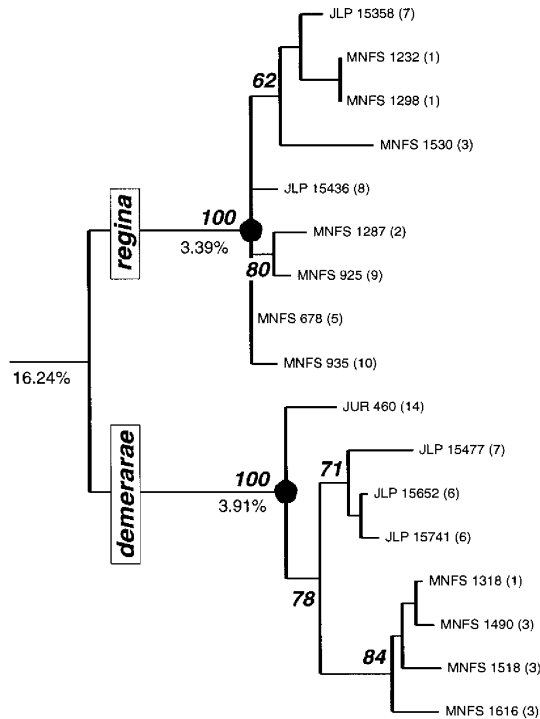 JLP 15358 (7)
MNFS 1232 (1)
62
MNFS 1298 (1)
MNFS 1530 (3)
JLP 15436 (8)
regina
100
3.39%
MNFS 1287 (2)
80
MNFS 925 (9)
MNFS 678 (5)
MNFS 935 (10)
16.24%
JUR 460 (14)
demerarae
100
3.91%
71
JLP 15477 (7)
JLP 15652 (6)
JLP 15741 (6)
78
MNFS 1318 (1)
MNFS 1490 (3)
84
MNFS 1518 (3)
MNFS 1616 (3)